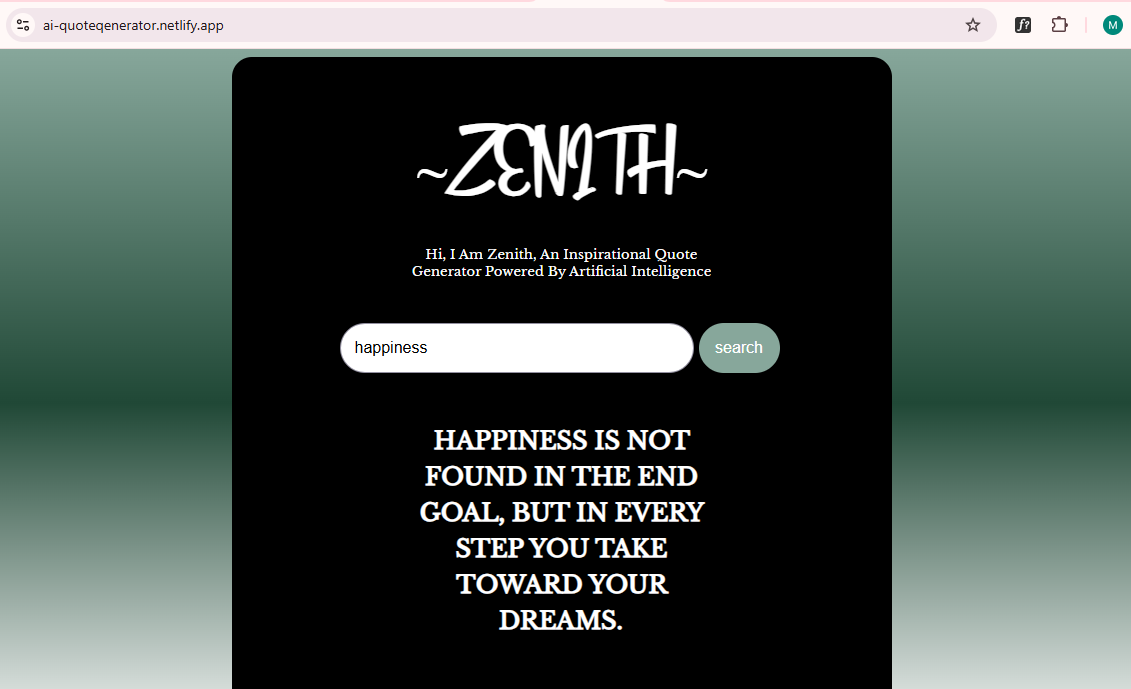 ai-quoteqenerator.netlify.app
f?
M
~ZENITH~
Hi, I Am Zenith, An Inspirational Quote
Generator Powered By Artificial Intelligence
happiness
search
HAPPINESS IS NOT
FOUND IN THE END
GOAL, BUT IN EVERY
STEP YOU TAKE
TOWARD YOUR
DREAMS.